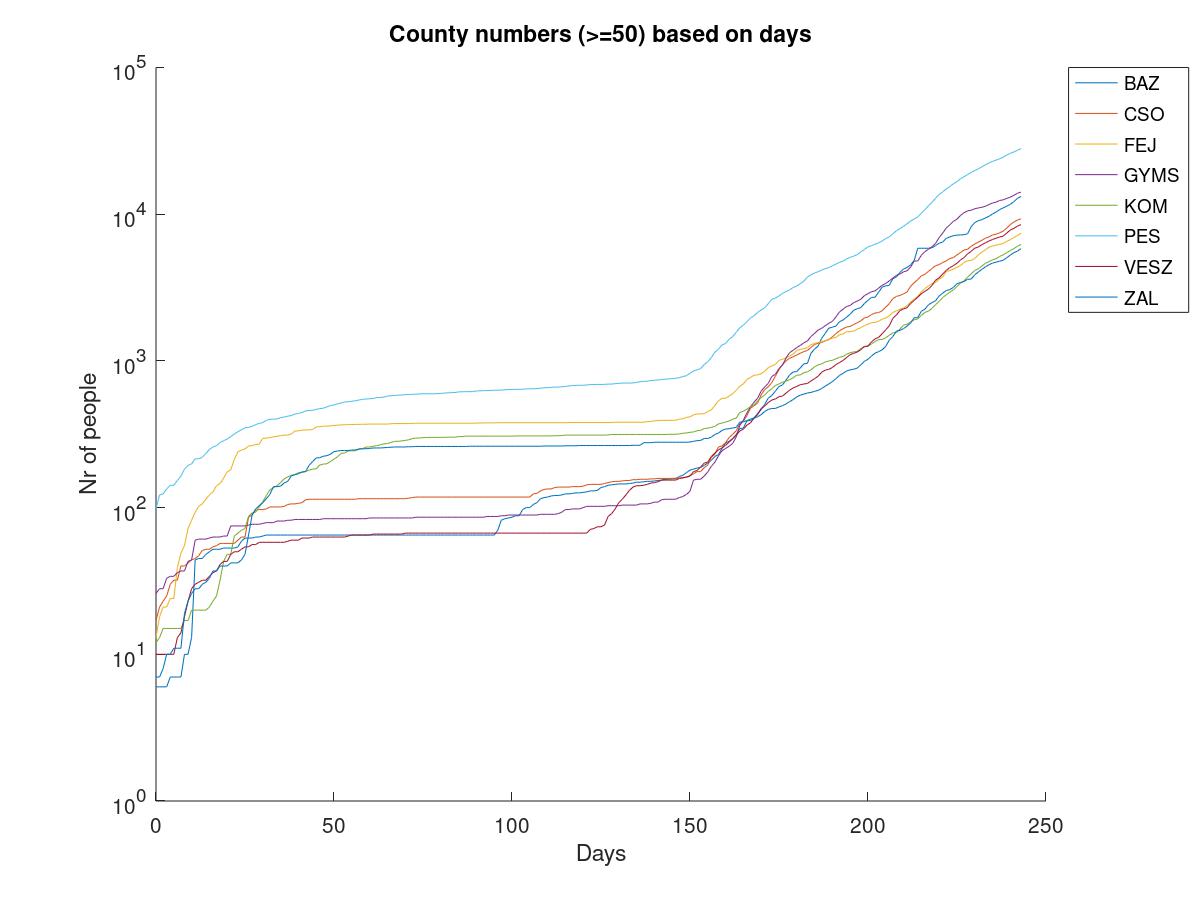 County numbers (>=50) based on days
10^5
10^4
10^3
10^2
10^1
10^0
Nr of people
0 50 100 150 200 250
Days
BAZ
CSO
FEJ
GYMS
KOM
PES
VESZ
ZAL